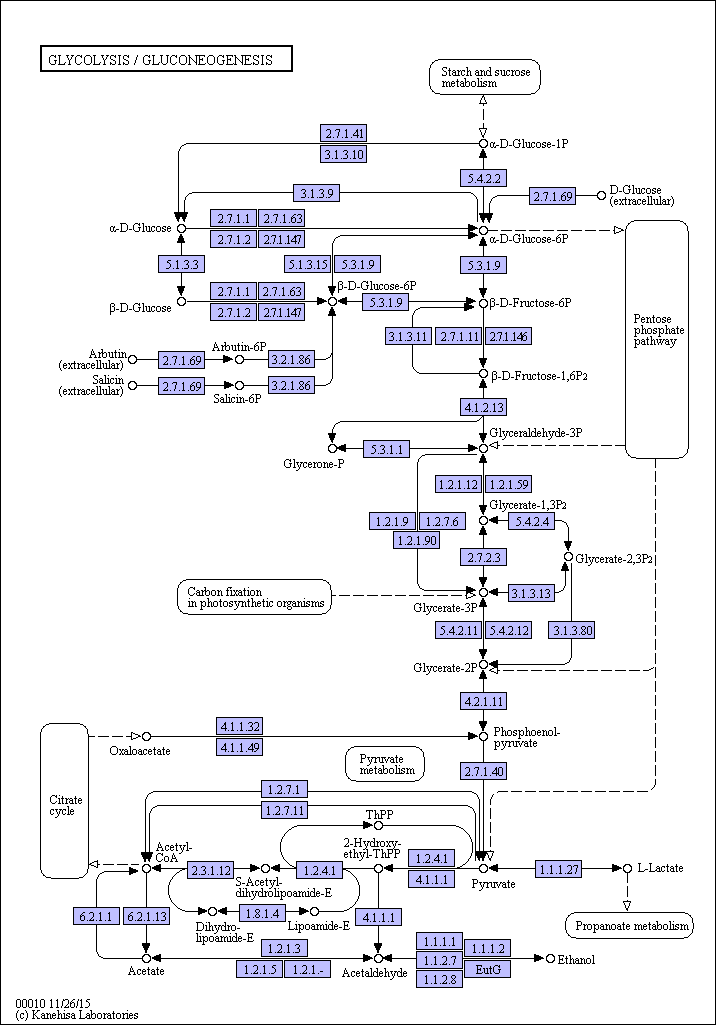 GLYCOLYSIS / GLUCONEOGENESIS
Starch and sucrose
metabolism
2.7.1.41
3.1.3.10
α-D-Glucose-1P
5.4.2.2
3.1.3.9
2.7.1.69
D-Glucose
(extracellular)
α-D-Glucose
2.7.1.1
2.7.1.63
2.7.1.2
2.7.1.147
α-D-Glucose-6P
5.1.3.3
5.1.3.15
5.3.1.9
5.3.1.9
β-D-Glucose
2.7.1.1
2.7.1.63
2.7.1.2
2.7.1.147
β-D-Glucose-6P
5.3.1.9
β-D-Fructose-6P
Pentose
phosphate
pathway
3.1.3.11
2.7.1.11
2.7.1.146
Arbutin
(extracellular)
2.7.1.69
Arbutin-6P
3.2.1.86
Salicin
(extracellular)
2.7.1.69
Salicin-6P
3.2.1.86
β-D-Fructose-1,6P2
4.1.2.13
Glyceraldehyde-3P
Glycerone-P
5.3.1.1
1.2.1.12
1.2.1.59
Glycerate-1,3P2
1.2.1.9
1.2.7.6
1.2.1.90
5.4.2.4
2.7.2.3
Glycerate-2,3P2
Carbon fixation
in photosynthetic organisms
3.1.3.13
Glycerate-3P
5.4.2.11
5.4.2.12
3.1.3.80
Glycerate-2P
4.2.1.11
Citrate
cycle
Oxaloacetate
4.1.1.32
4.1.1.49
Phosphoenol-
pyruvate
Pyruvate
metabolism
2.7.1.40
1.2.7.1
1.2.7.11
ThPP
Acetyl-
CoA
2.3.1.12
S-Acetyl-
dihydrolipoamide-E
1.2.4.1
2-Hydroxy-
ethyl-ThPP
1.2.4.1
4.1.1.1
Pyruvate
1.1.1.27
L-Lactate
6.2.1.1
6.2.1.13
Dihydro-
lipoamide-E
1.8.1.4
Lipoamide-E
4.1.1.1
Propanoate metabolism
Acetate
1.2.1.3
1.2.1.5
1.2.1.-
Acetaldehyde
1.1.1.1
1.1.1.2
1.1.2.7
EutG
1.1.2.8
Ethanol
00010 11/26/15
(c) Kanehisa Laboratories